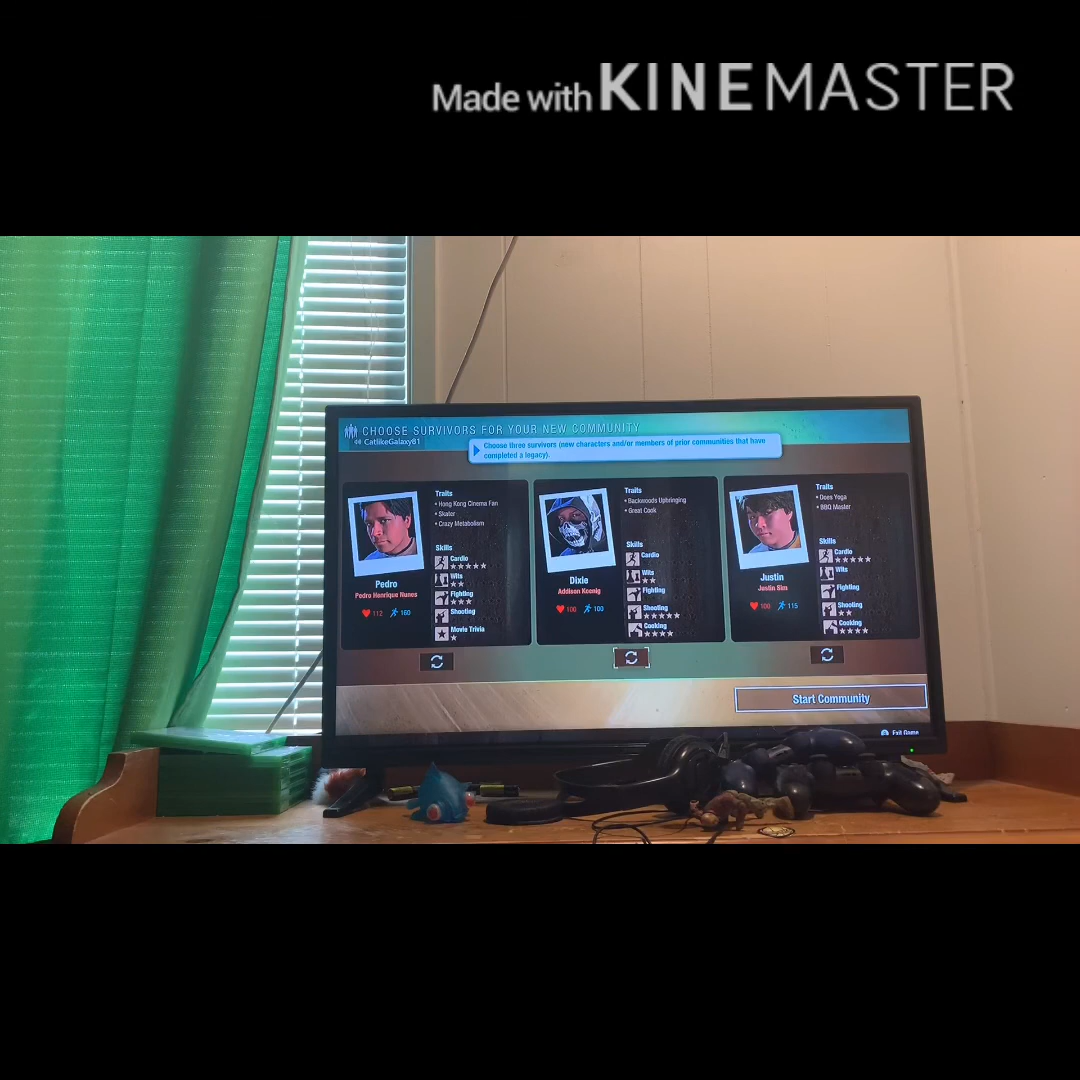 Made with KINEMASTER
CHOOSE SURVIVORS FOR YOUR NEW COMMUNITY
CatlikeGalaxy81
Choose three survivors (new characters and/or members of prior communities that have
completed a legacy).
Traits
• Hong Kong Cinema Fan
• Skater
• Crazy Metabolism
Skills
Cardio
★★★★★
Wits
★★
Fighting
★★★
Shooting
Movie Trivia
★
Pedro
Pedro Henrique Nunes
112 160
Traits
• Backwoods Upbringing
• Great Cook
Skills
Cardio
Wits
★★
Fighting
Shooting
★★★★★
Cooking
★★★★
Dixie
Addison Koenig
100 100
Traits
• Does Yoga
• BBQ Master
Skills
Cardio
★★★★★
Wits
Fighting
Shooting
★★
Cooking
★★★★
Justin
Justin Sim
100 115
Start Community
Exit Game